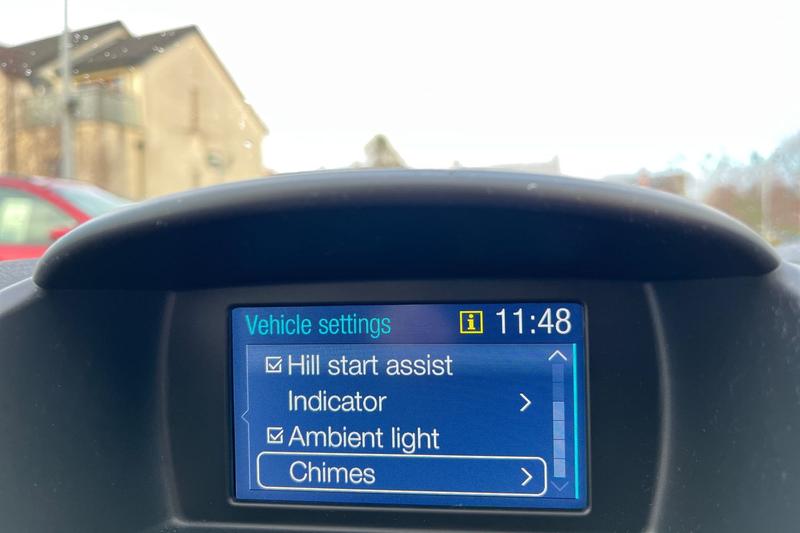 Vehicle settings i 11:48
Hill start assist
Indicator
Ambient light
Chimes